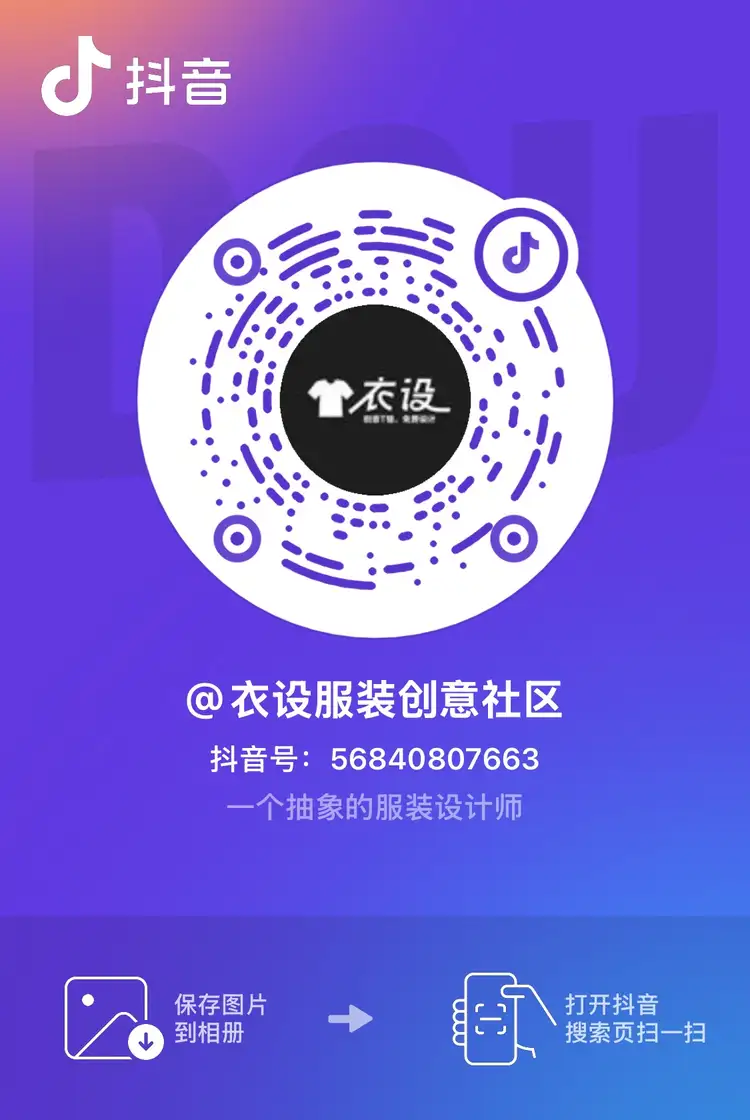 抖音
衣设
创意T恤，免费设计
@衣设服装创意社区
抖音号：56840807663
一个抽象的服装设计师
保存图片
到相册
打开抖音
搜索页扫一扫